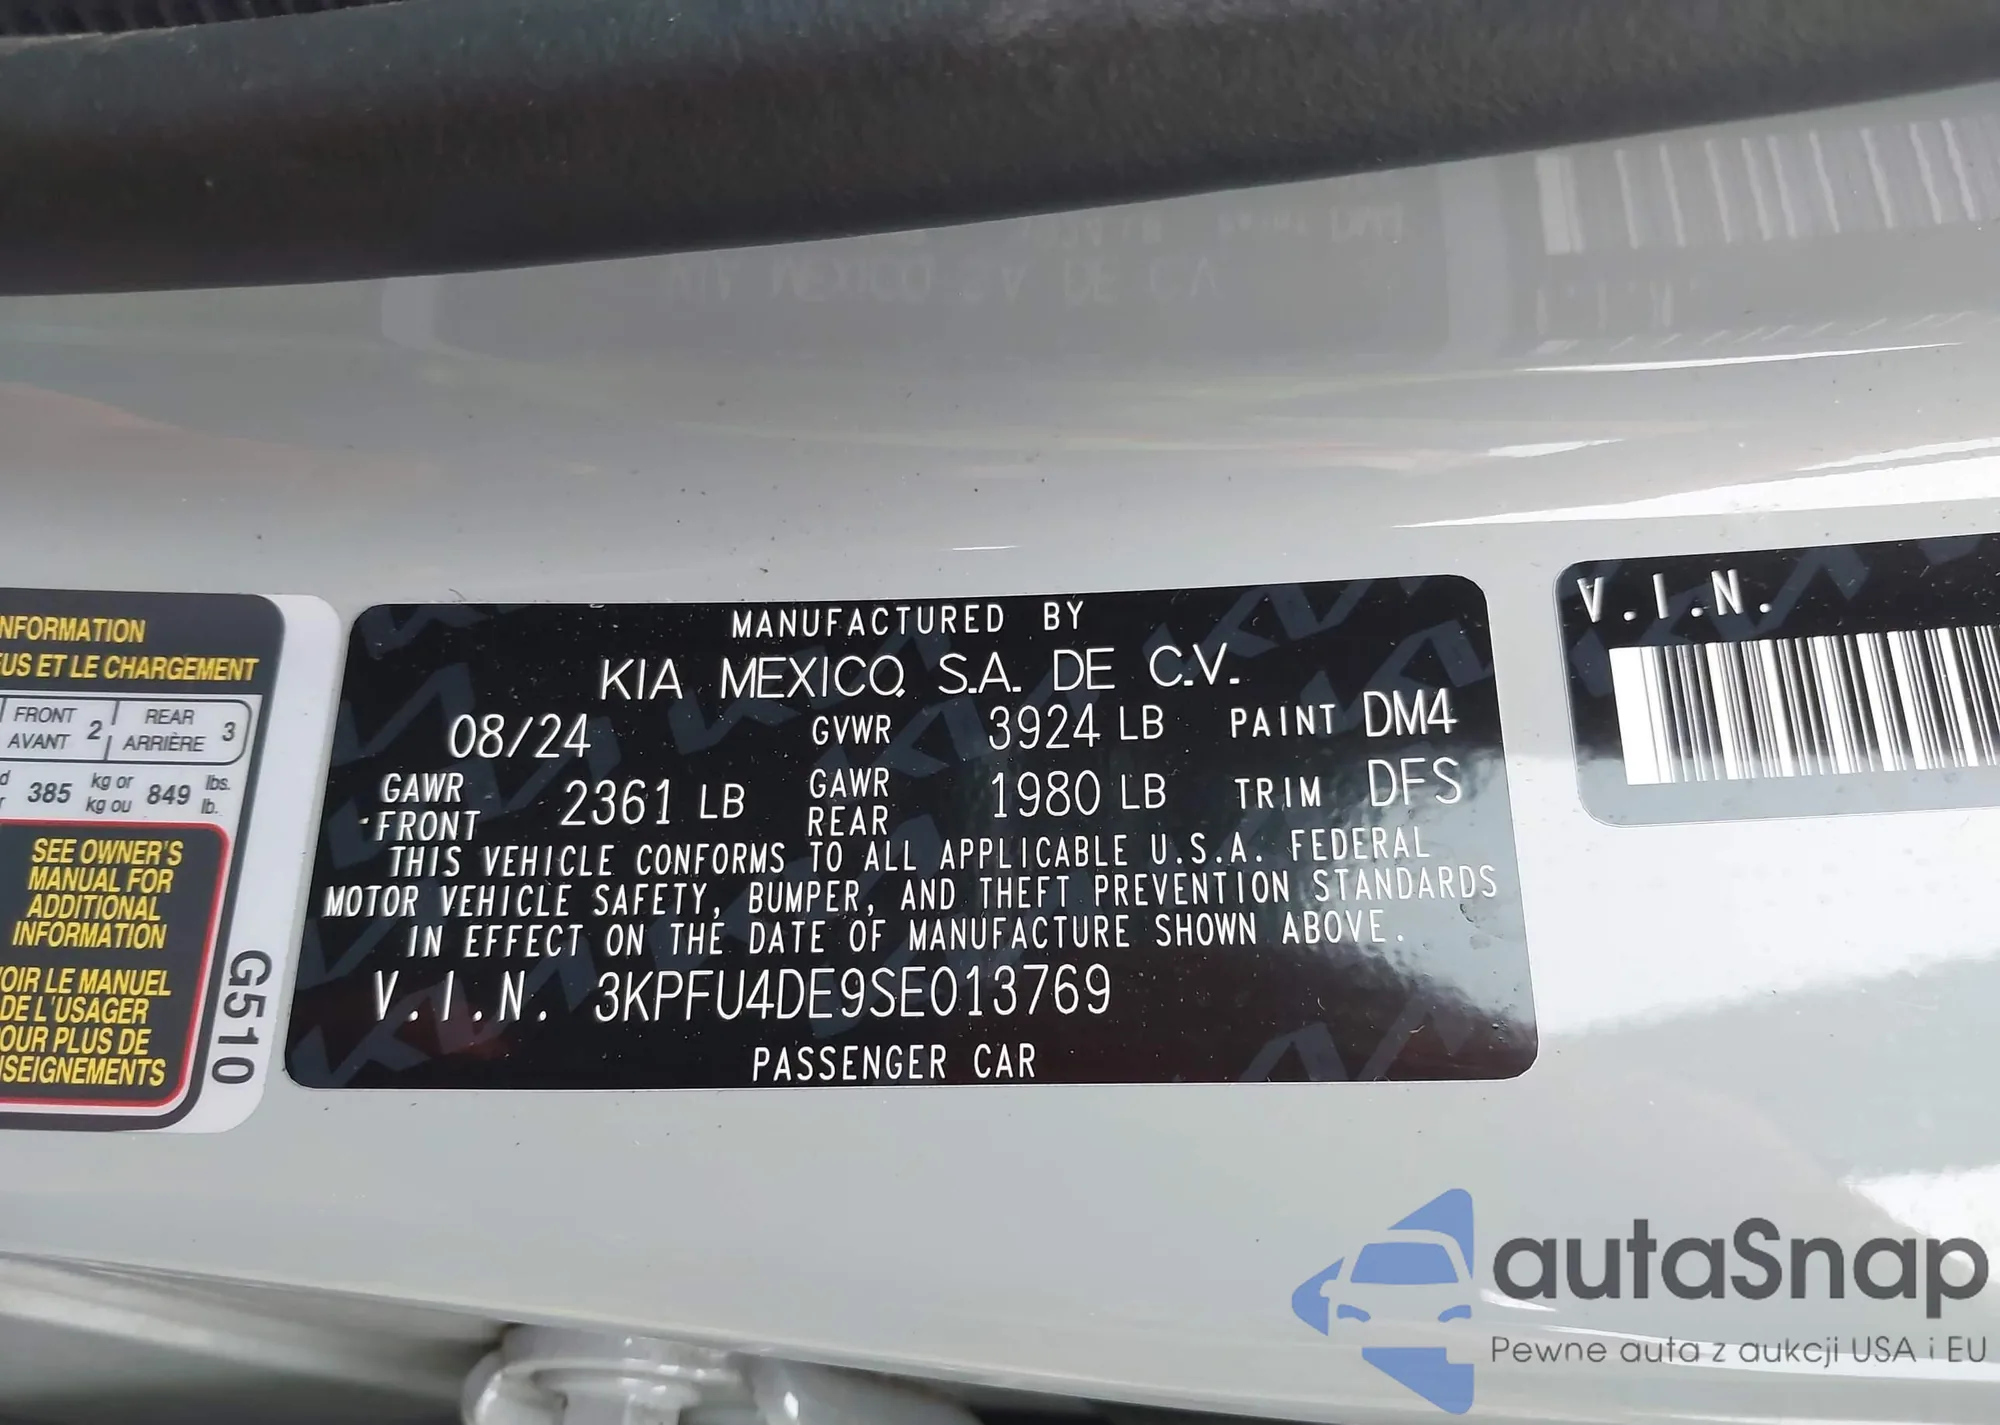 NFORMATION
EUS ET LE CHARGEMENT
FRONT 2 REAR 3
AVANT ARRIÈRE
385 kg or 849 lbs.
kg ou lb.
SEE OWNER'S
MANUAL FOR
ADDITIONAL
INFORMATION
OIR LE MANUEL
DE L'USAGER
OUR PLUS DE
NSEIGNEMENTS
G510
MANUFACTURED BY
KIA MEXICO, S.A. DE C.V.
08/24 GVWR 3924 LB PAINT DM4
GAWR FRONT 2361 LB GAWR REAR 1980 LB TRIM DFS
THIS VEHICLE CONFORMS TO ALL APPLICABLE U.S.A. FEDERAL
MOTOR VEHICLE SAFETY, BUMPER, AND THEFT PREVENTION STANDARDS
IN EFFECT ON THE DATE OF MANUFACTURE SHOWN ABOVE.
V.I.N. 3KPFU4DE9SE013769
PASSENGER CAR
V.I.N.
autaSnap
Pewne auta z aukcji USA i EU